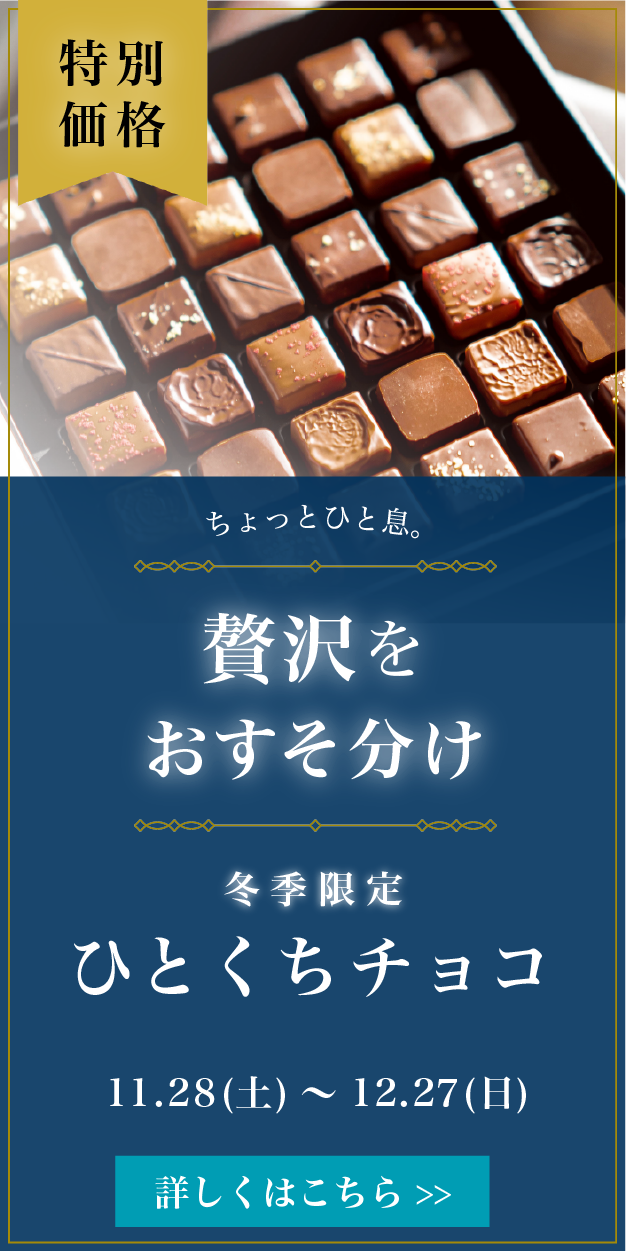 特別
価格
ちょっとひと息。
贅沢を
おすそ分け
冬季限定
ひとくちチョコ
11.28(土)～12.27(日)
詳しくはこちら >>